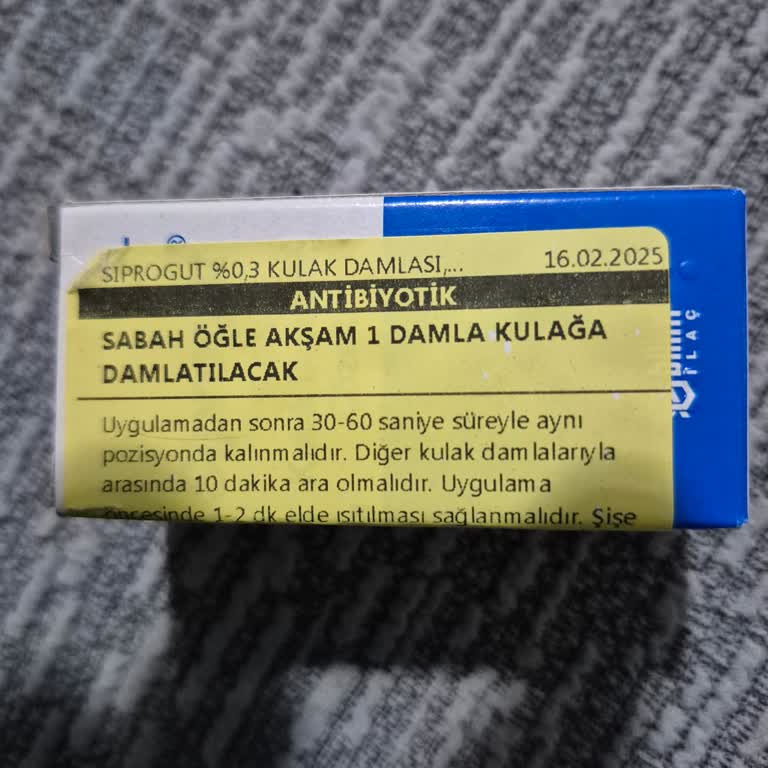 SIPROGUT %0,3 KULAK DAMLASI,... 16.02.2025
ANTİBİYOTİK
SABAH ÖĞLE AKŞAM 1 DAMLA KULAĞA
DAMLATILACAK
Uygulamadan sonra 30-60 saniye süreyle aynı
pozisyonda kalınmalıdır. Diğer kulak damlalarıyla
arasında 10 dakika ara olmalıdır. Uygulama
öncesinde 1-2 dk elde ısıtılması sağlanmalıdır. Şişe
İLAÇ